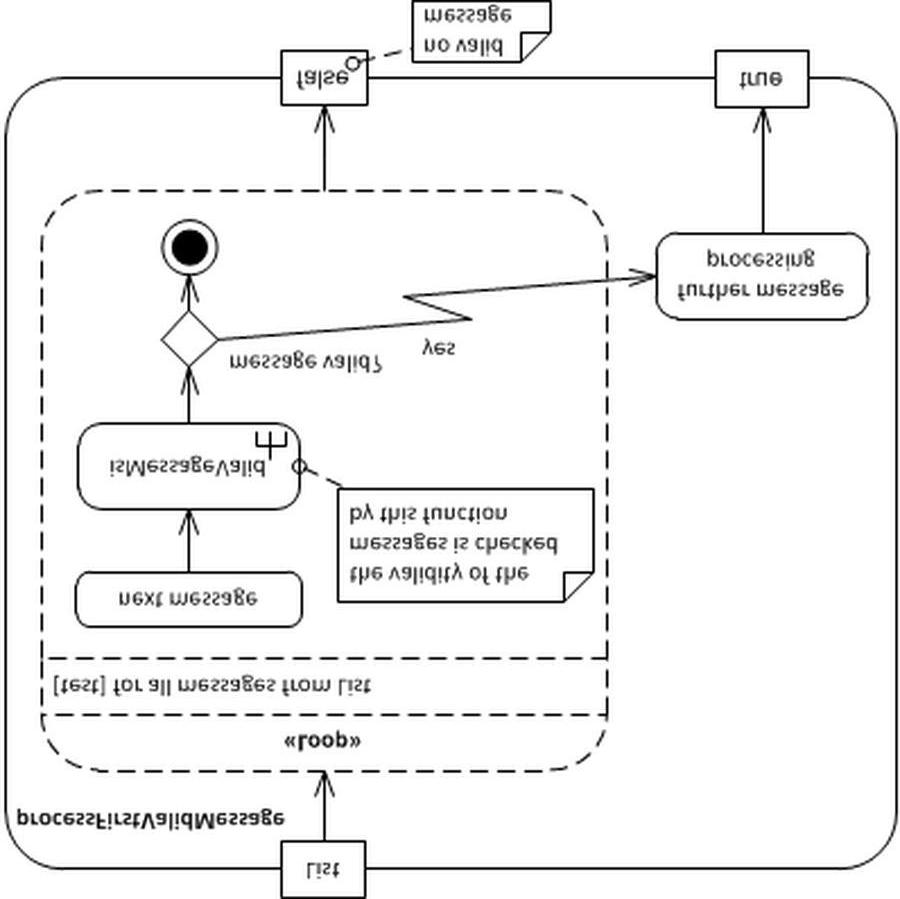 List
processFirstValidMessage
«Loop»
[test] for all messages from List
next message
the validity of the
messages is checked
by this function
isMessageValid
message valid?
yes
further message
processing
false
true
no valid
message